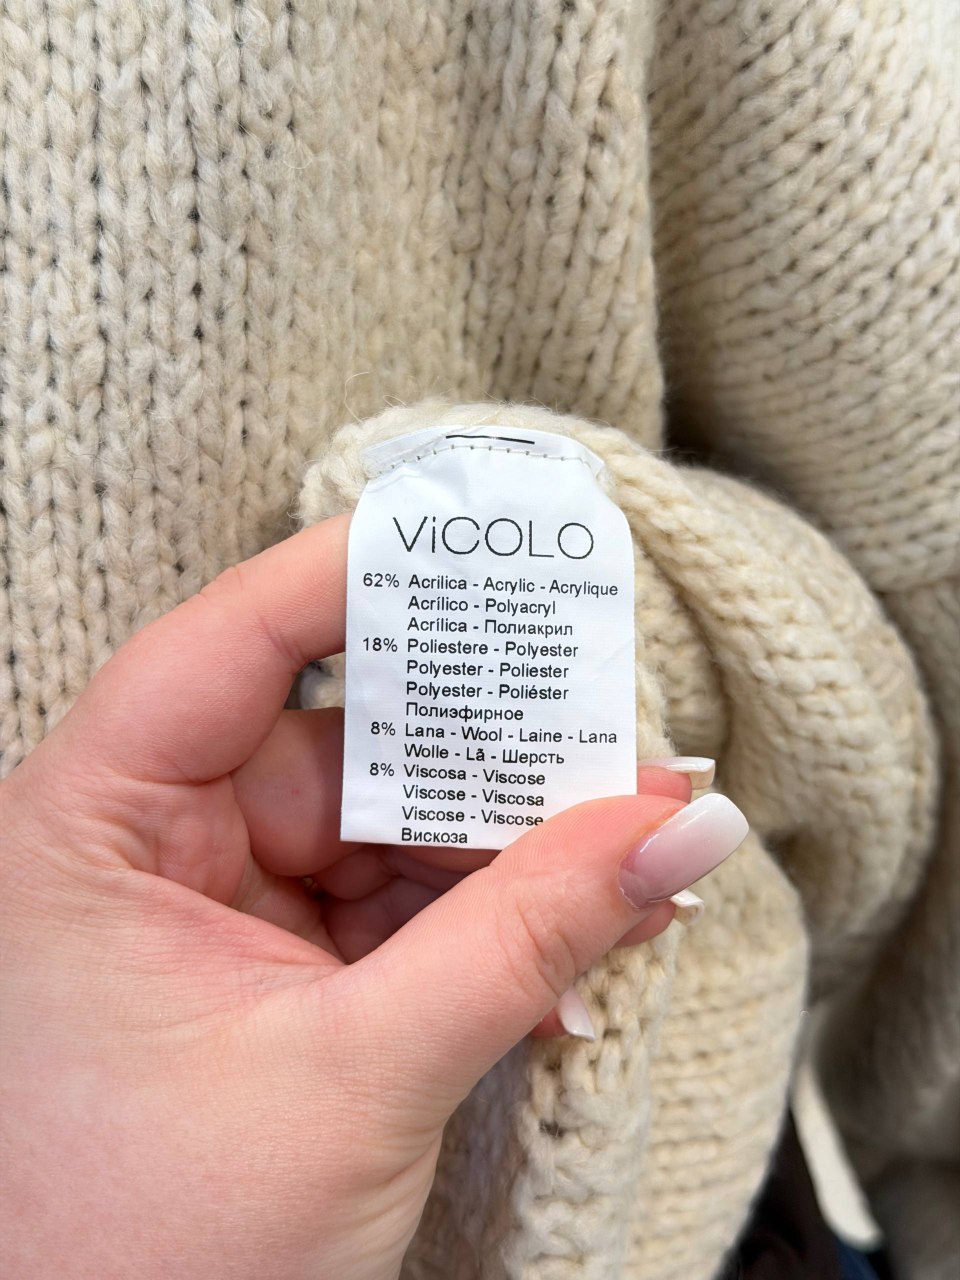 ViCOLO
62% Acrilica - Acrylic - Acrylique
Acrílico - Polyacryl
Acrílica - Полиакрил
18% Poliestere - Polyester
Polyester - Poliester
Polyester - Poliéster
Полиэфирное
8% Lana - Wool - Laine - Lana
Wolle - Lã - Шерсть
8% Viscosa - Viscose
Viscose - Viscosa
Viscose - Viscose
Вискоза